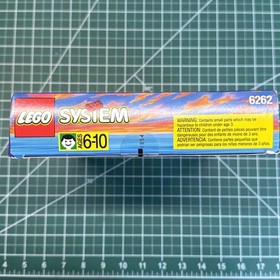 6262
LEGO SYSTEM
WARNING: Contains small parts which may be
hazardous to children under age 3.
ATTENTION: Contient de petites pièces pouvant être
dangereuses pour des enfants de moins de 3 ans.
ADVERTENCIA: Contiene partes pequeñas que pueden
ser peligrosas para los niños menores de 3 años.
AGES 6-10